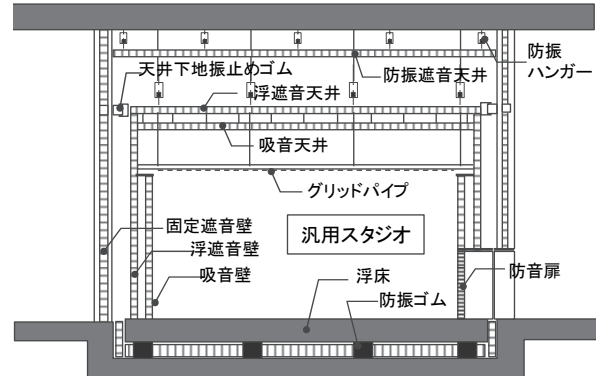 防振
ハンガー
天井下地振止めゴム
防振遮音天井
浮遮音天井
吸音天井
グリッドパイプ
固定遮音壁
汎用スタジオ
浮遮音壁
吸音壁
浮床
防音扉
防振ゴム